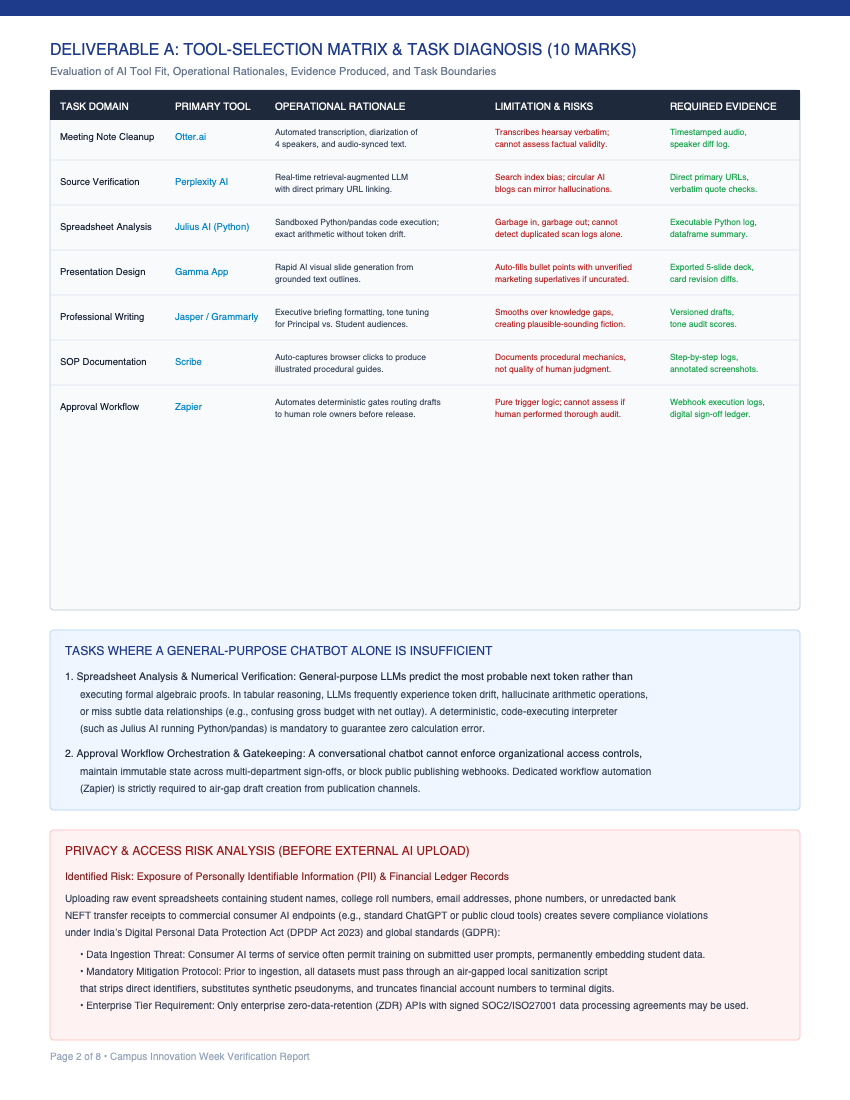 DELIVERABLE A: TOOL-SELECTION MATRIX & TASK DIAGNOSIS (10 MARKS)
Evaluation of AI Tool Fit, Operational Rationales, Evidence Produced, and Task Boundaries
TASK DOMAIN PRIMARY TOOL OPERATIONAL RATIONALE LIMITATION & RISKS REQUIRED EVIDENCE
Meeting Note Cleanup Otter.ai Automated transcription, diarization of Transcribes hearsay verbatim; Timestamped audio,
4 speakers, and audio-synced text. cannot assess factual validity. speaker diff log.
Source Verification Perplexity AI Real-time retrieval-augmented LLM Search index bias; circular AI Direct primary URLs,
with direct primary URL linking. blogs can mirror hallucinations. verbatim quote checks.
Spreadsheet Analysis Julius AI (Python) Sandboxed Python/pandas code execution; Garbage in, garbage out; cannot Executable Python log,
exact arithmetic without token drift. detect duplicated scan logs alone. dataframe summary.
Presentation Design Gamma App Rapid AI visual slide generation from Auto-fills bullet points with unverified Exported 5-slide deck,
grounded text outlines. marketing superlatives if uncurated. card revision diffs.
Professional Writing Jasper / Grammarly Executive briefing formatting, tone tuning Smooths over knowledge gaps, Versioned drafts,
for Principal vs. Student audiences. creating plausible-sounding fiction. tone audit scores.
SOP Documentation Scribe Auto-captures browser clicks to produce Documents procedural mechanics, Step-by-step logs,
illustrated procedural guides. not quality of human judgment. annotated screenshots.
Approval Workflow Zapier Automates deterministic gates routing drafts Pure trigger logic; cannot assess if Webhook execution logs,
to human role owners before release. human performed thorough audit. digital sign-off ledger.
TASKS WHERE A GENERAL-PURPOSE CHATBOT ALONE IS INSUFFICIENT
1. Spreadsheet Analysis & Numerical Verification: General-purpose LLMs predict the most probable next token rather than
executing formal algebraic proofs. In tabular reasoning, LLMs frequently experience token drift, hallucinate arithmetic operations,
or miss subtle data relationships (e.g., confusing gross budget with net outlay). A deterministic, code-executing interpreter
(such as Julius AI running Python/pandas) is mandatory to guarantee zero calculation error.
2. Approval Workflow Orchestration & Gatekeeping: A conversational chatbot cannot enforce organizational access controls,
maintain immutable state across multi-department sign-offs, or block public publishing webhooks. Dedicated workflow automation
(Zapier) is strictly required to air-gap draft creation from publication channels.
PRIVACY & ACCESS RISK ANALYSIS (BEFORE EXTERNAL AI UPLOAD)
Identified Risk: Exposure of Personally Identifiable Information (PII) & Financial Ledger Records
Uploading raw event spreadsheets containing student names, college roll numbers, email addresses, phone numbers, or unredacted bank
NEFT transfer receipts to commercial consumer AI endpoints (e.g., standard ChatGPT or public cloud tools) creates severe compliance violations
under India's Digital Personal Data Protection Act (DPDP Act 2023) and global standards (GDPR):
• Data Ingestion Threat: Consumer AI terms of service often permit training on submitted user prompts, permanently embedding student data.
• Mandatory Mitigation Protocol: Prior to ingestion, all datasets must pass through an air-gapped local sanitization script
that strips direct identifiers, substitutes synthetic pseudonyms, and truncates financial account numbers to terminal digits.
• Enterprise Tier Requirement: Only enterprise zero-data-retention (ZDR) APIs with signed SOC2/ISO27001 data processing agreements may be used.
Page 2 of 8 • Campus Innovation Week Verification Report